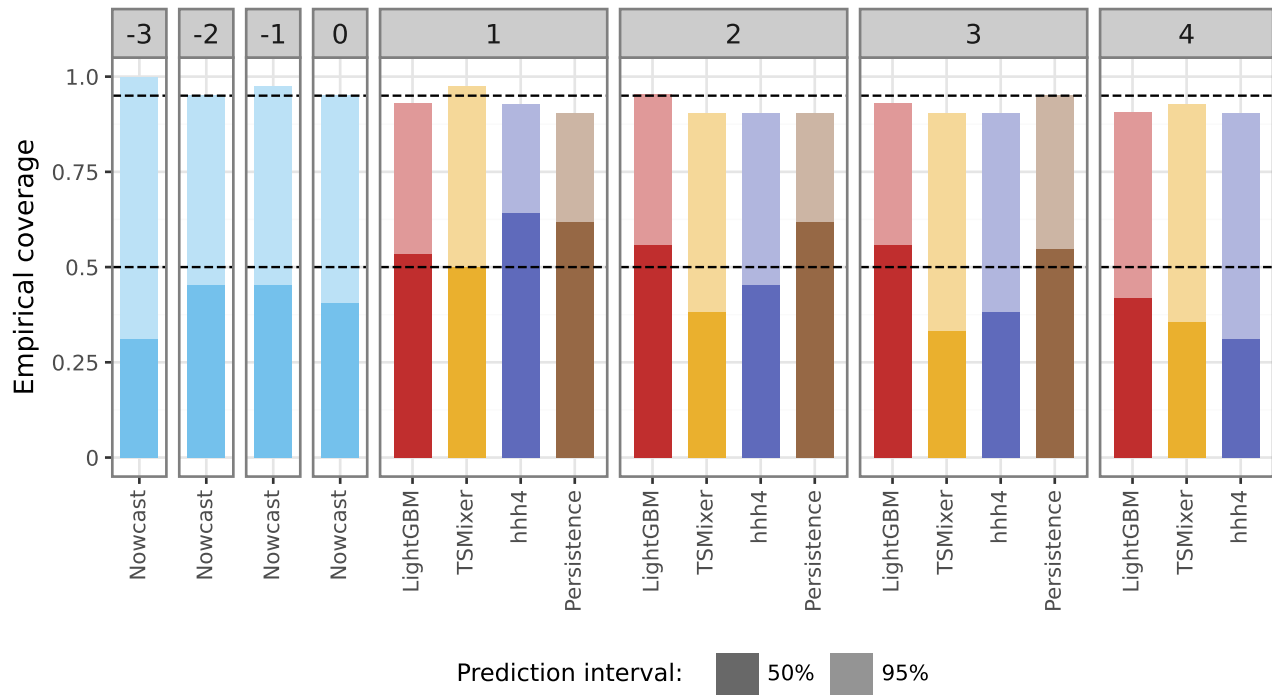 -3 -2 -1 0 1 2 3 4
Empirical coverage
1.0
0.75
0.5
0.25
0
Nowcast Nowcast Nowcast Nowcast LightGBM TSMixer hhh4 Persistence LightGBM TSMixer hhh4 Persistence LightGBM TSMixer hhh4 Persistence LightGBM TSMixer hhh4
Prediction interval: 50% 95%